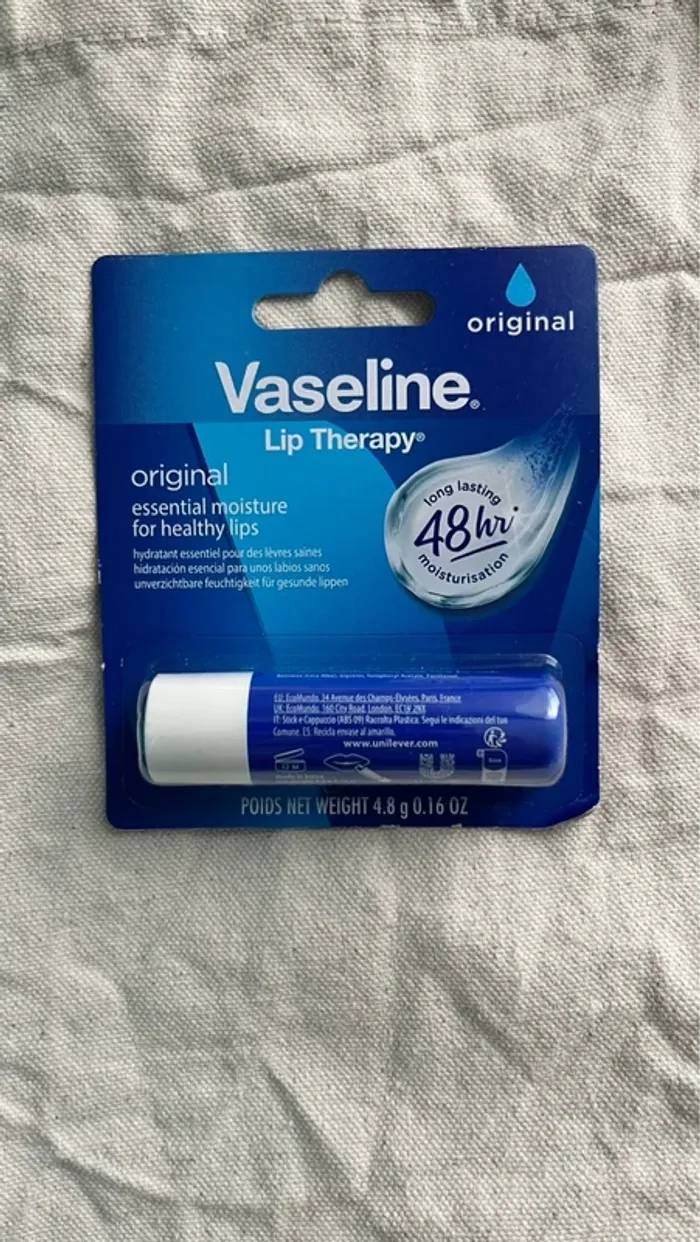 original
Vaseline®
Lip Therapy®
original
essential moisture
for healthy lips
hydratant essentiel pour des lèvres saines
hidratación esencial para unos labios sanos
unverzichtbare feuchtigkeit für gesunde lippen
long lasting
48hr*
moisturisation
EU: EcoMundo, 34 Avenue des Champs-Élysées, Paris, France
UK: EcoMundo, 160 City Road, London, EC1V 2NX
IT: Stick e Cappuccio (ABS 09) Raccolta Plastica. Segui le indicazioni del tuo
Comune. ES: Recicla envase al amarillo.
www.unilever.com
12 M
POIDS NET WEIGHT 4.8 g 0.16 OZ